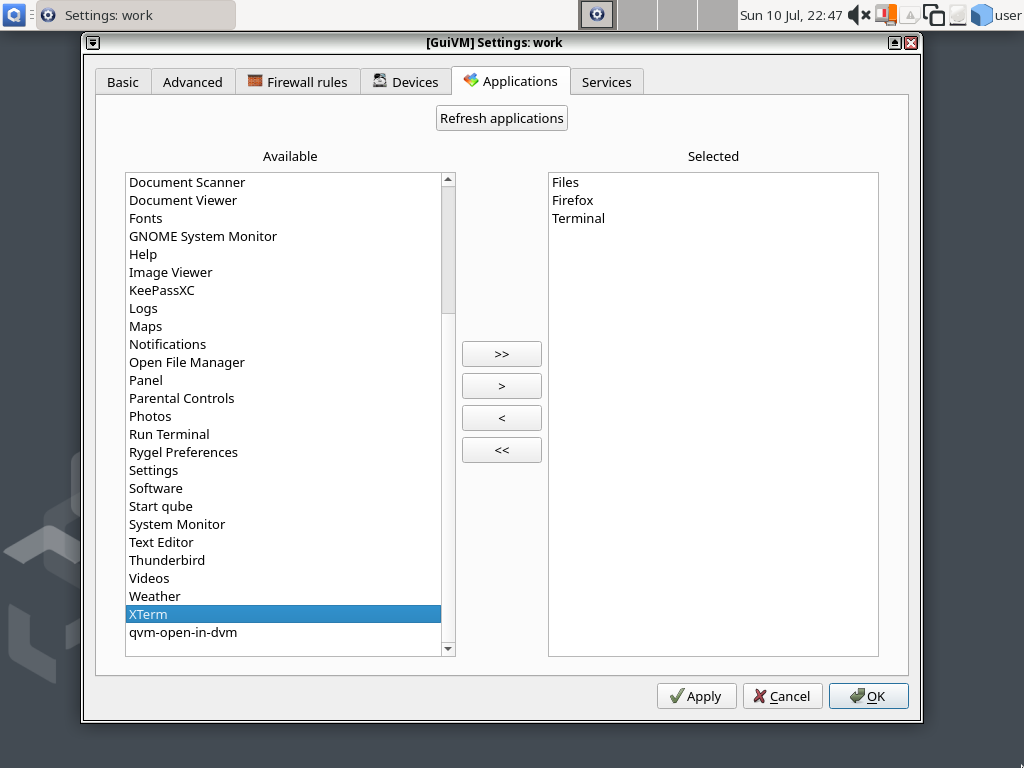 Settings: work
Sun 10 Jul, 22:47
user
[GuiVM] Settings: work
Basic
Advanced
Firewall rules
Devices
Applications
Services
Refresh applications
Available
Selected
Document Scanner
Document Viewer
Fonts
GNOME System Monitor
Help
Image Viewer
KeePassXC
Logs
Maps
Notifications
Open File Manager
Panel
Parental Controls
Photos
Run Terminal
Rygel Preferences
Settings
Software
Start qube
System Monitor
Text Editor
Thunderbird
Videos
Weather
XTerm
qvm-open-in-dvm
>>
>
<
<<
Files
Firefox
Terminal
Apply
Cancel
OK